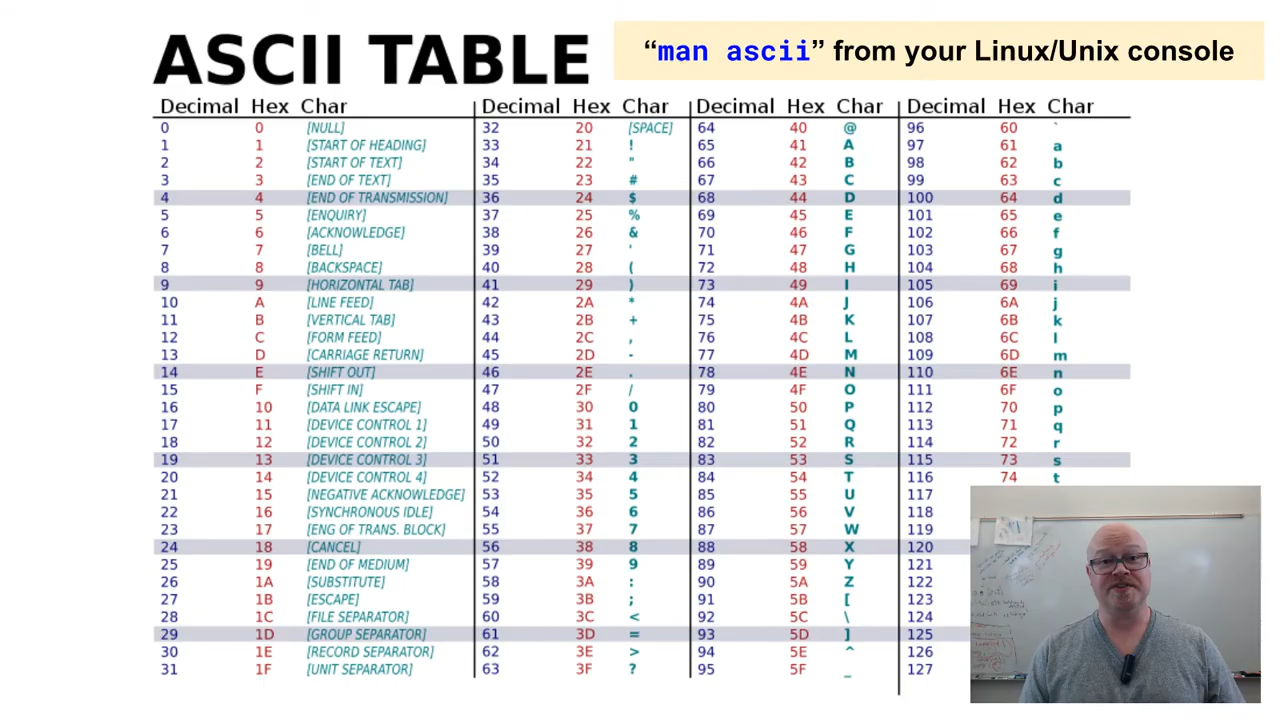 ASCII TABLE
“man ascii” from your Linux/Unix console
Decimal Hex Char Decimal Hex Char Decimal Hex Char Decimal Hex Char
0 0 [NULL] 32 20 [SPACE] 64 40 @ 96 60 `
1 1 [START OF HEADING] 33 21 ! 65 41 A 97 61 a
2 2 [START OF TEXT] 34 22 " 66 42 B 98 62 b
3 3 [END OF TEXT] 35 23 # 67 43 C 99 63 c
4 4 [END OF TRANSMISSION] 36 24 $ 68 44 D 100 64 d
5 5 [ENQUIRY] 37 25 % 69 45 E 101 65 e
6 6 [ACKNOWLEDGE] 38 26 & 70 46 F 102 66 f
7 7 [BELL] 39 27 ' 71 47 G 103 67 g
8 8 [BACKSPACE] 40 28 ( 72 48 H 104 68 h
9 9 [HORIZONTAL TAB] 41 29 ) 73 49 I 105 69 i
10 A [LINE FEED] 42 2A * 74 4A J 106 6A j
11 B [VERTICAL TAB] 43 2B + 75 4B K 107 6B k
12 C [FORM FEED] 44 2C , 76 4C L 108 6C l
13 D [CARRIAGE RETURN] 45 2D - 77 4D M 109 6D m
14 E [SHIFT OUT] 46 2E . 78 4E N 110 6E n
15 F [SHIFT IN] 47 2F / 79 4F O 111 6F o
16 10 [DATA LINK ESCAPE] 48 30 0 80 50 P 112 70 p
17 11 [DEVICE CONTROL 1] 49 31 1 81 51 Q 113 71 q
18 12 [DEVICE CONTROL 2] 50 32 2 82 52 R 114 72 r
19 13 [DEVICE CONTROL 3] 51 33 3 83 53 S 115 73 s
20 14 [DEVICE CONTROL 4] 52 34 4 84 54 T 116 74 t
21 15 [NEGATIVE ACKNOWLEDGE] 53 35 5 85 55 U 117
22 16 [SYNCHRONOUS IDLE] 54 36 6 86 56 V 118
23 17 [ENG OF TRANS. BLOCK] 55 37 7 87 57 W 119
24 18 [CANCEL] 56 38 8 88 58 X 120
25 19 [END OF MEDIUM] 57 39 9 89 59 Y 121
26 1A [SUBSTITUTE] 58 3A : 90 5A Z 122
27 1B [ESCAPE] 59 3B ; 91 5B [ 123
28 1C [FILE SEPARATOR] 60 3C < 92 5C \ 124
29 1D [GROUP SEPARATOR] 61 3D = 93 5D ] 125
30 1E [RECORD SEPARATOR] 62 3E > 94 5E ^ 126
31 1F [UNIT SEPARATOR] 63 3F ? 95 5F _ 127